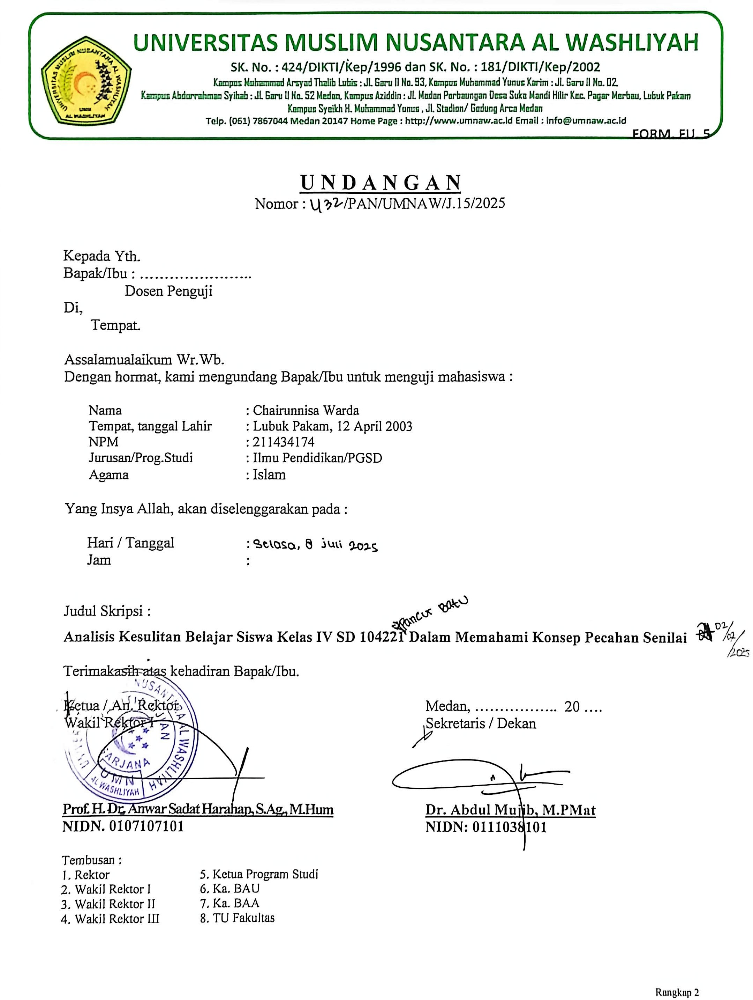 UNIVERSITAS MUSLIM NUSANTARA AL WASHLIYAH
SK. No. : 424/DIKTI/Kep/1996 dan SK. No. : 181/DIKTI/Kep/2002
Kampus Muhammad Arsyad Thalib Lubis : Jl. Garu II No. 93, Kampus Muhammad Yunus Karim : Jl. Garu II No. 02
Kampus Abdurrahman Syihab : Jl. Garu II No. 52 Medan, Kampus Aziddin : Jl. Medan Perbaungan Desa Suka Mandi Hilir Kec. Pagar Merbau, Lubuk Pakam
Kampus Syeikh H. Muhammad Yunus , Jl. Stadion/ Gedung Arca Medan
Telp. (061) 7867044 Medan 20147 Home Page : http://www.umnaw.ac.id Email : info@umnaw.ac.id
FORM. FU. 5
UNIVERSITAS MUSLIM NUSANTARA AL WASHLIYAH
UMN
AL WASHLIYAH
UNDANGAN
Nomor : 432/PAN/UMNAW/J.15/2025
Kepada Yth.
Bapak/Ibu : .......................
Dosen Penguji
Di,
Tempat.
Assalamualaikum Wr.Wb.
Dengan hormat, kami mengundang Bapak/Ibu untuk menguji mahasiswa :
Nama : Chairunnisa Warda
Tempat, tanggal Lahir : Lubuk Pakam, 12 April 2003
NPM : 211434174
Jurusan/Prog.Studi : Ilmu Pendidikan/PGSD
Agama : Islam
Yang Insya Allah, akan diselenggarakan pada :
Hari / Tanggal : Selasa, 8 juli 2025
Jam :
Judul Skripsi :
Pancur Batu
Analisis Kesulitan Belajar Siswa Kelas IV SD 104221 Dalam Memahami Konsep Pecahan Senilai 02/07/2025
Terimakasih atas kehadiran Bapak/Ibu.
Ketua / An. Rektor
Wakil Rektor I
NUSANTARA AL WASHLIYAH
SARJANA
UMN
AL WASHLIYAH
Prof. H. Dr. Anwar Sadat Harahap, S.Ag., M.Hum
NIDN. 0107107101
Medan, ................. 20 ....
Sekretaris / Dekan
Dr. Abdul Mujib, M.PMat
NIDN: 0111038101
Tembusan :
1. Rektor
2. Wakil Rektor I
3. Wakil Rektor II
4. Wakil Rektor III
5. Ketua Program Studi
6. Ka. BAU
7. Ka. BAA
8. TU Fakultas
Rangkap 2